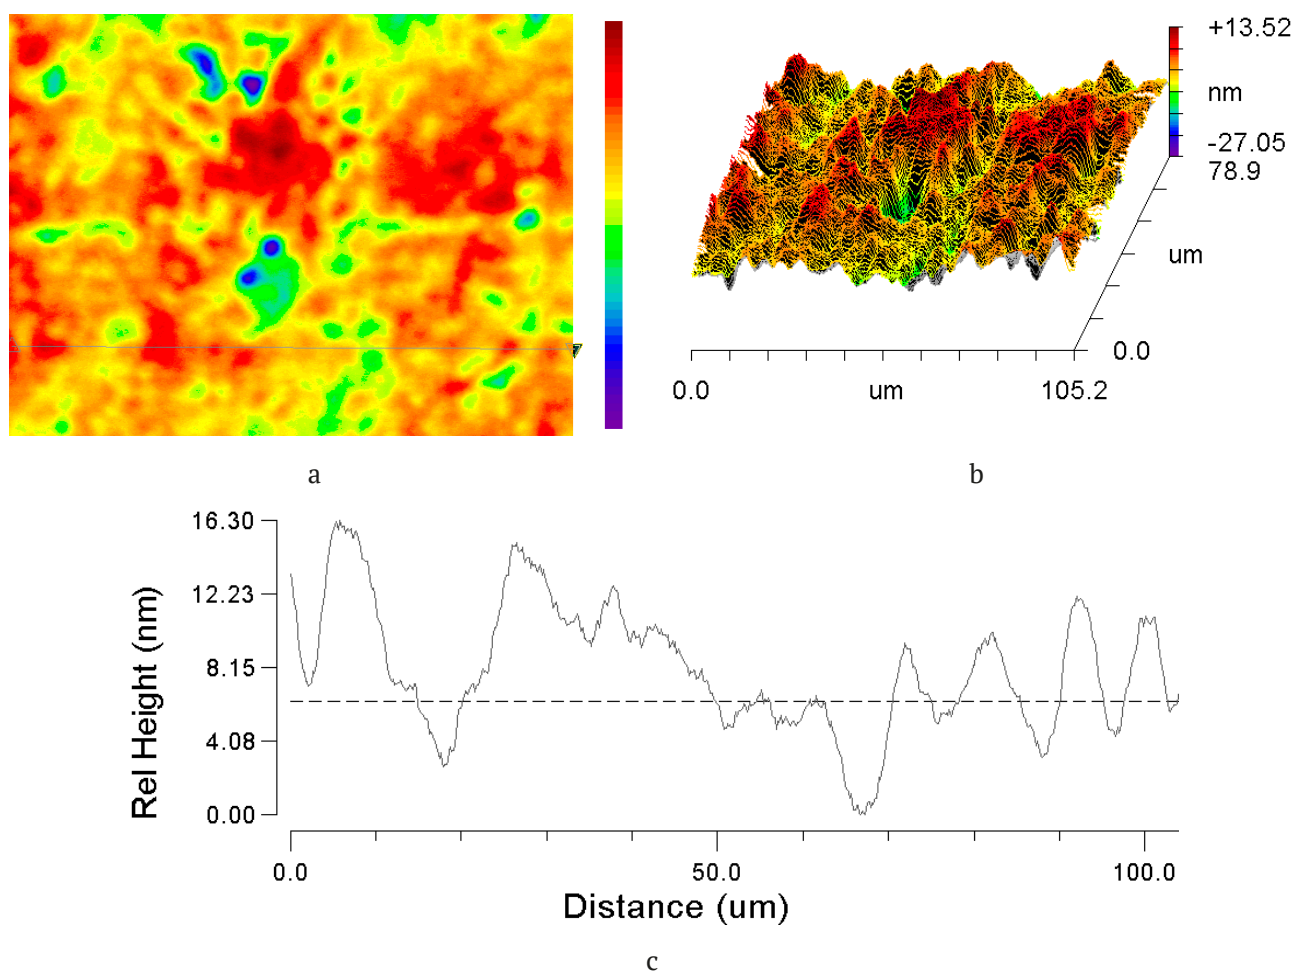 +13.52
nm
-27.05
78.9
um
0.0
0.0 um 105.2
a b
16.30
12.23
8.15
4.08
0.00
Rel Height (nm)
0.0 50.0 100.0
Distance (um)
c